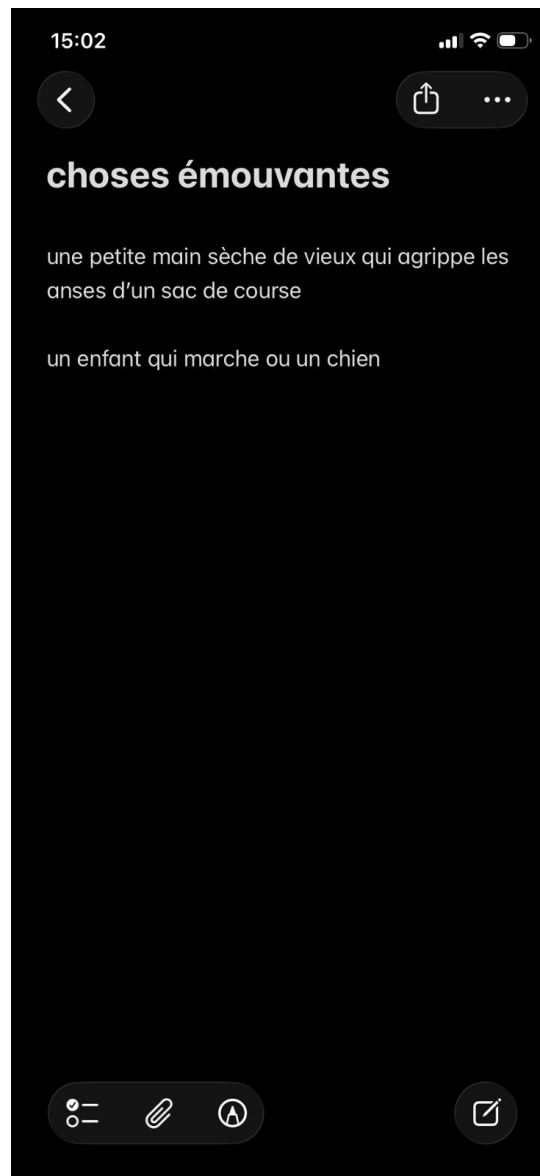 15:02
choses émouvantes
une petite main sèche de vieux qui agrippe les
anses d’un sac de course
un enfant qui marche ou un chien